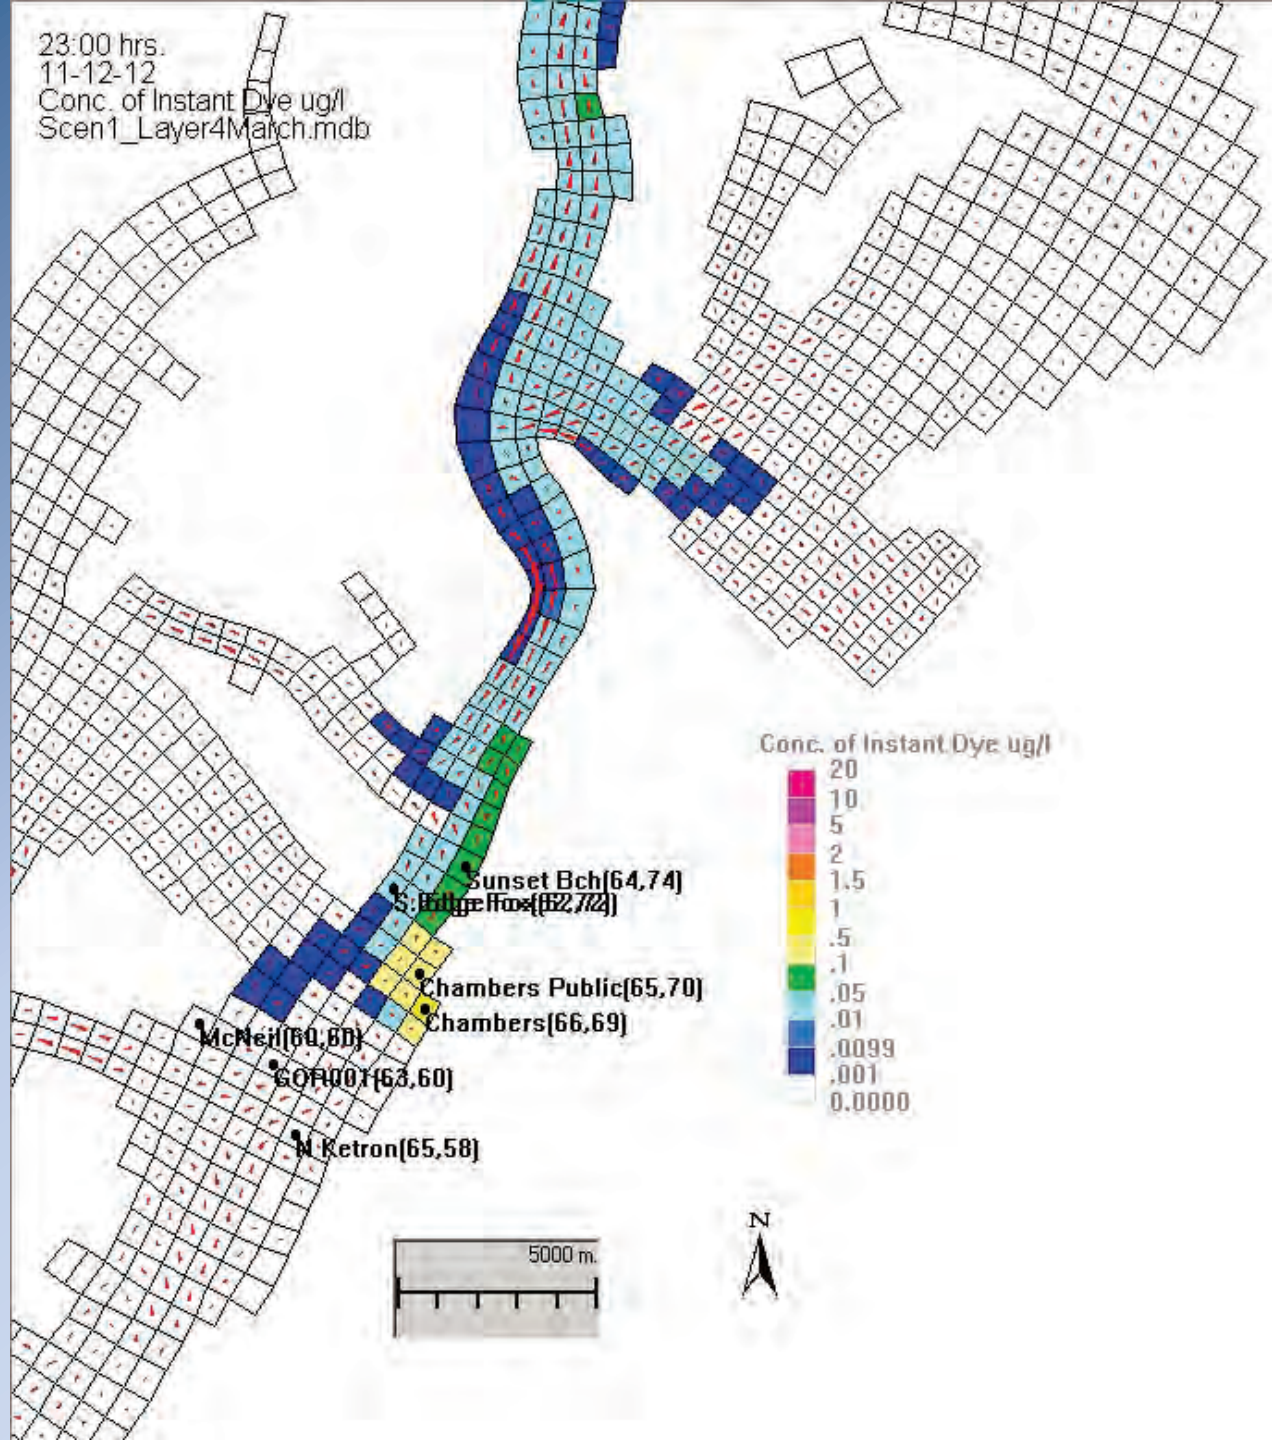 23:00 hrs.
11-12-12
Conc. of Instant Dye ug/l
Scen1_Layer4March.mdb
Conc. of Instant Dye ug/l
20
10
5
2
1.5
1
.5
.1
.05
.01
.0099
.001
0.0000
Sunset Bch(64,74)
Chambers Public(65,70)
Chambers(66,69)
McNeil(60,60)
(63,60)
N Ketron(65,58)
5000 m.
N